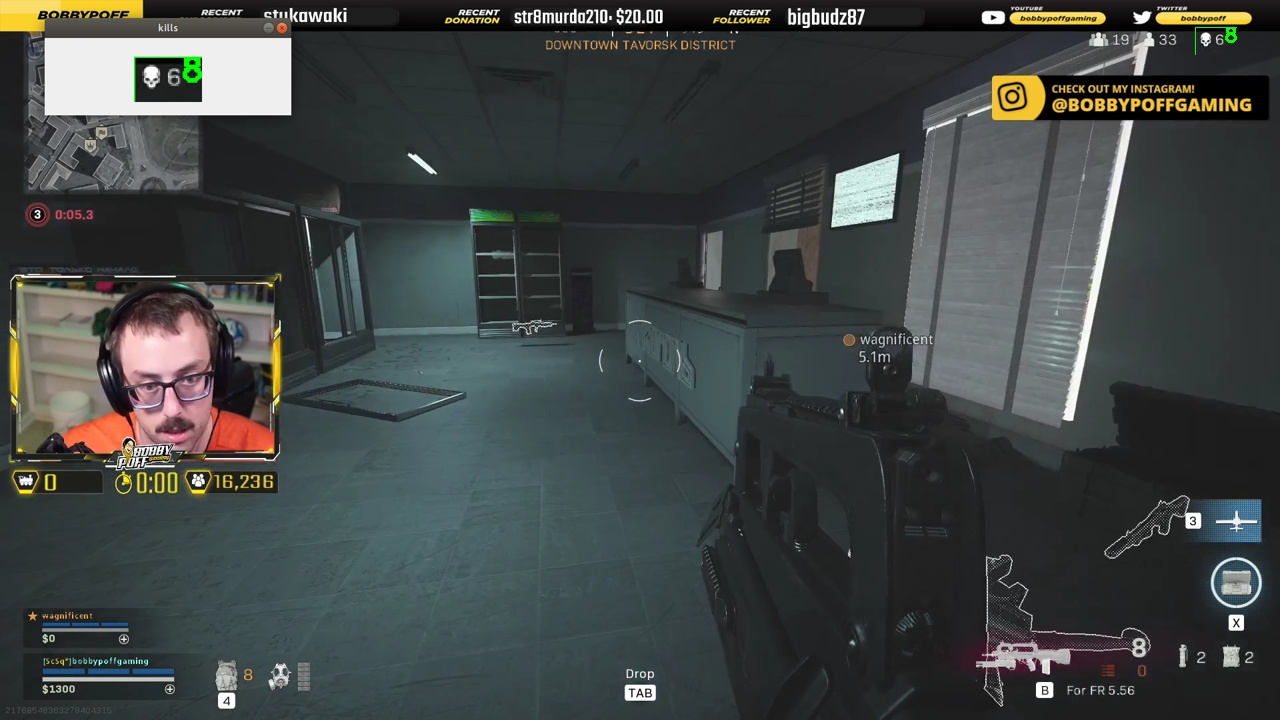 BOBBYPOFF
RECENT
stukawaki
RECENT
DONATION
str8murda210: $20.00
RECENT
FOLLOWER
bigbudz87
YOUTUBE
bobbypoffgaming
TWITTER
bobbypoff
kills
6 8
DOWNTOWN TAVORSK DISTRICT
19
33
6 8
CHECK OUT MY INSTAGRAM!
@BOBBYPOFFGAMING
3
0:05.3
wagnificent
5.1m
BOBBY
POFF
0
0:00
16,236
3
X
wagnificent
$0
[ScSq*]bobbypoffgaming
$1300
8
4
Drop
TAB
8
0
2
2
B
For FR 5.56